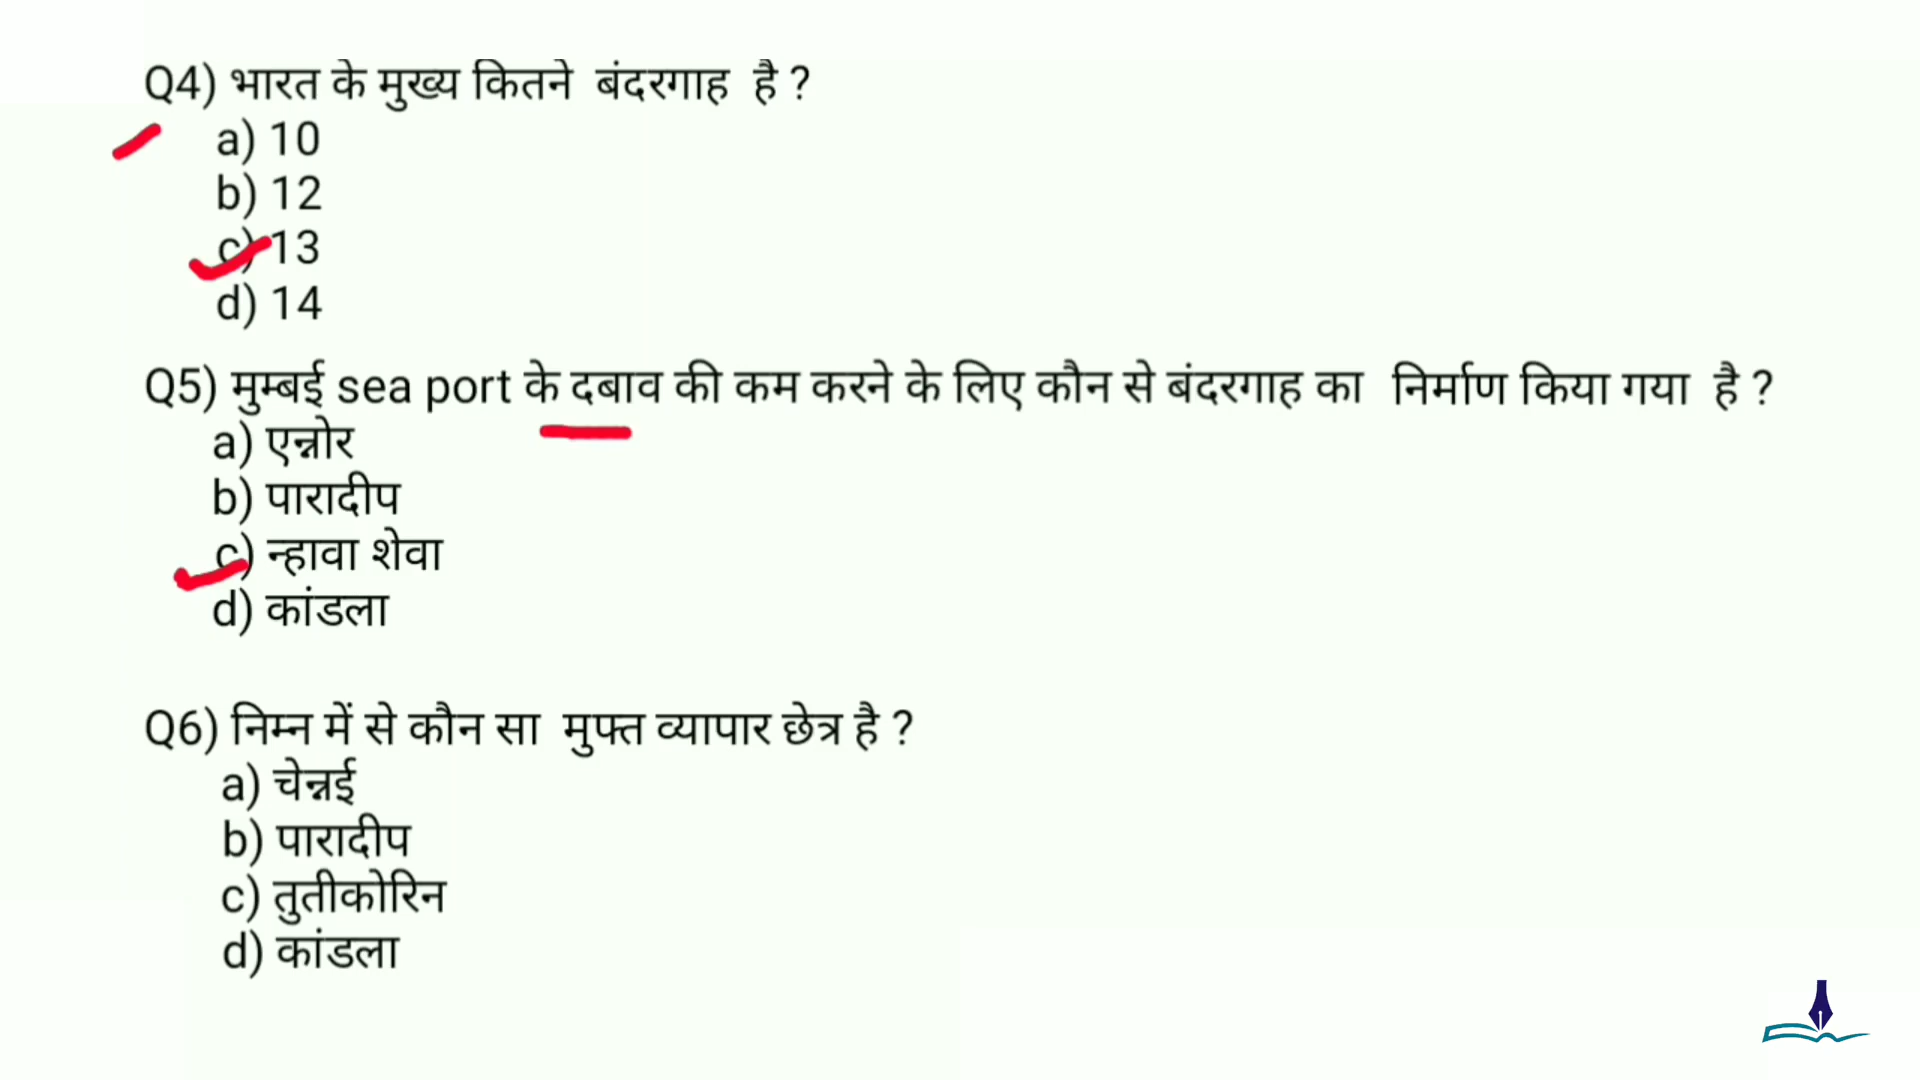 Q4) भारत के मुख्य कितने बंदरगाह है ?
a) 10
b) 12
c) 13
d) 14
Q5) मुम्बई sea port के दबाव की कम करने के लिए कौन से बंदरगाह का निर्माण किया गया है ?
a) एन्नोर
b) पारादीप
c) न्हावा शेवा
d) कांडला
Q6) निम्न में से कौन सा मुफ्त व्यापार छेत्र है ?
a) चेन्नई
b) पारादीप
c) तुतीकोरिन
d) कांडला